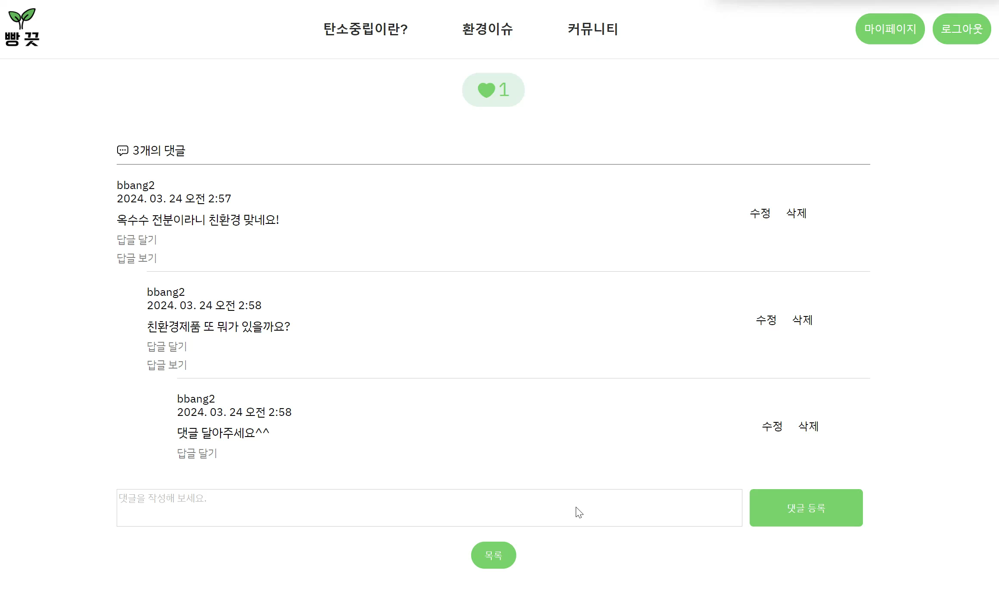 빵 끗
탄소중립이란?
환경이슈
커뮤니티
마이페이지
로그아웃
1
3개의 댓글
bbang2
2024. 03. 24 오전 2:57
옥수수 전분이라니 친환경 맞네요!
수정 삭제
답글 달기
답글 보기
bbang2
2024. 03. 24 오전 2:58
친환경제품 또 뭐가 있을까요?
수정 삭제
답글 달기
답글 보기
bbang2
2024. 03. 24 오전 2:58
댓글 달아주세요^^
수정 삭제
답글 달기
댓글을 작성해 보세요.
댓글 등록
목록